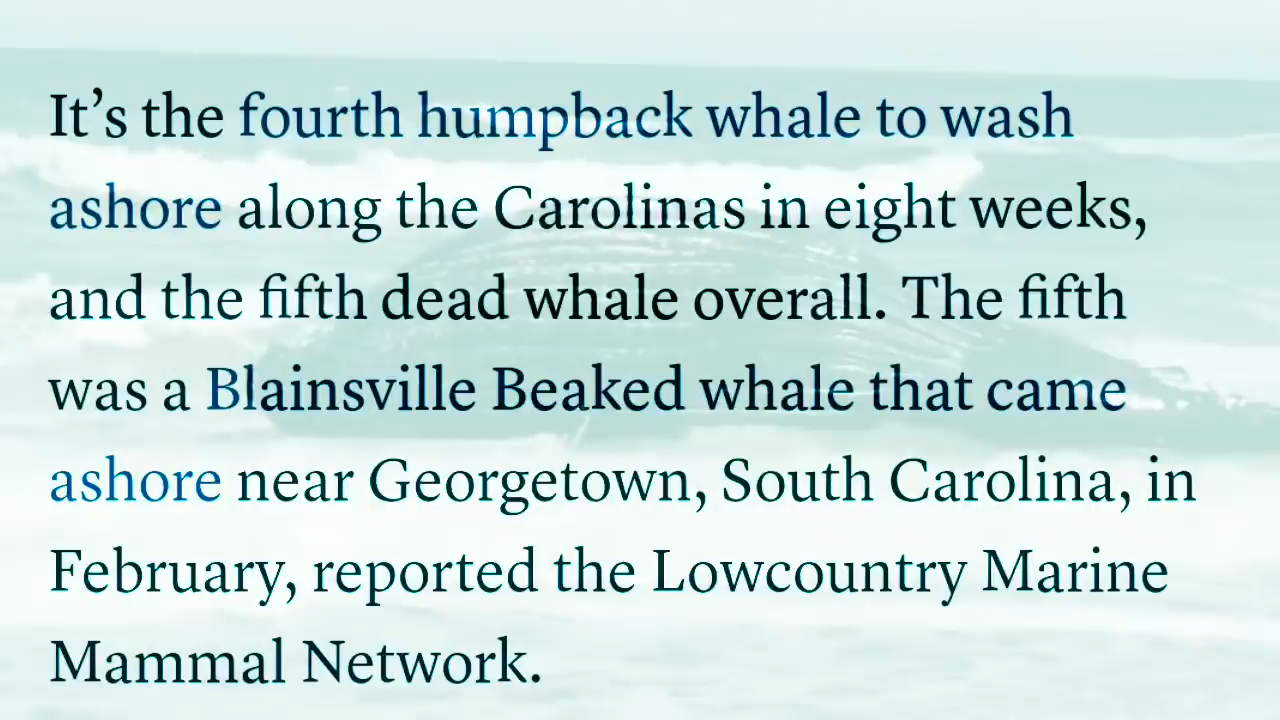 It’s the fourth humpback whale to wash
ashore along the Carolinas in eight weeks,
and the fifth dead whale overall. The fifth
was a Blainsville Beaked whale that came
ashore near Georgetown, South Carolina, in
February, reported the Lowcountry Marine
Mammal Network.